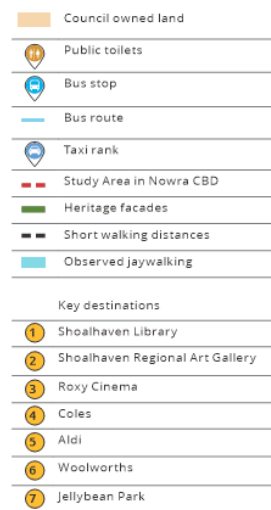 Council owned land
Public toilets
Bus stop
Bus route
Taxi rank
Study Area in Nowra CBD
Heritage facades
Short walking distances
Observed jaywalking
Key destinations
1 Shoalhaven Library
2 Shoalhaven Regional Art Gallery
3 Roxy Cinema
4 Coles
5 Aldi
6 Woolworths
7 Jellybean Park